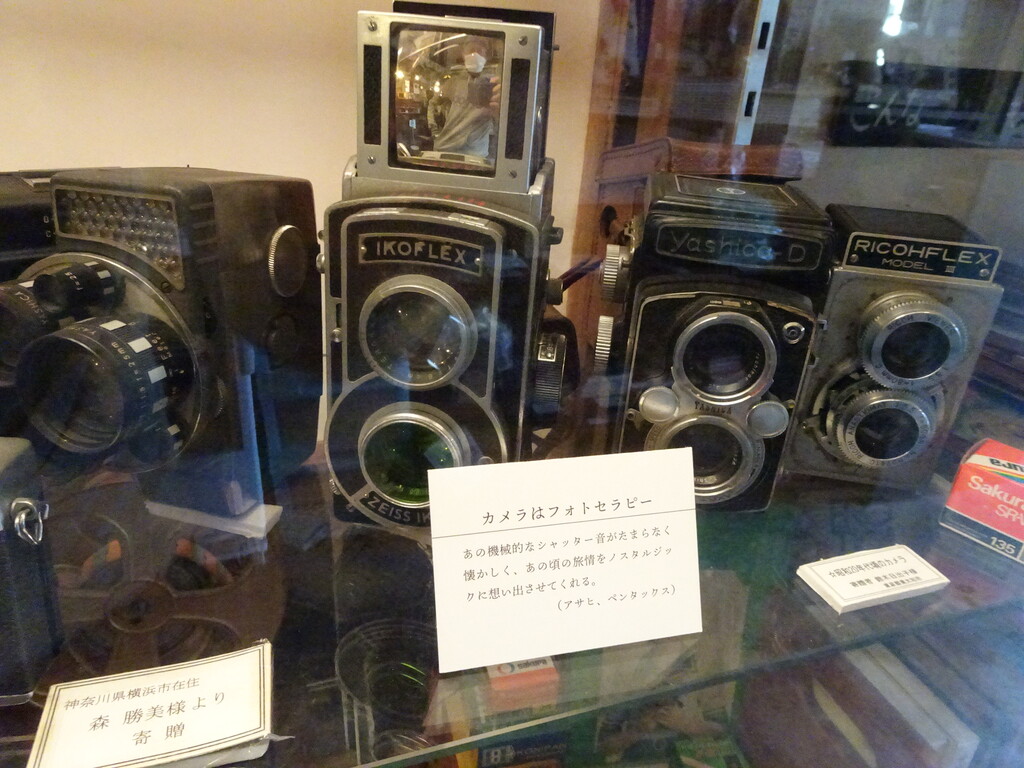 IKOFLEX
ZEISS IK
Yashica-D
YASHICA
RICOHFLEX
MODEL III
カメラはフォトセラピー
あの機械的なシャッター音がたまらなく
懐かしく、あの頃の旅情をノスタルジッ
クに想い出させてくれる。
(アサヒ、ペンタックス)
神奈川県横浜市在住
森 勝美様より
寄 贈
Sakura
135
こんな